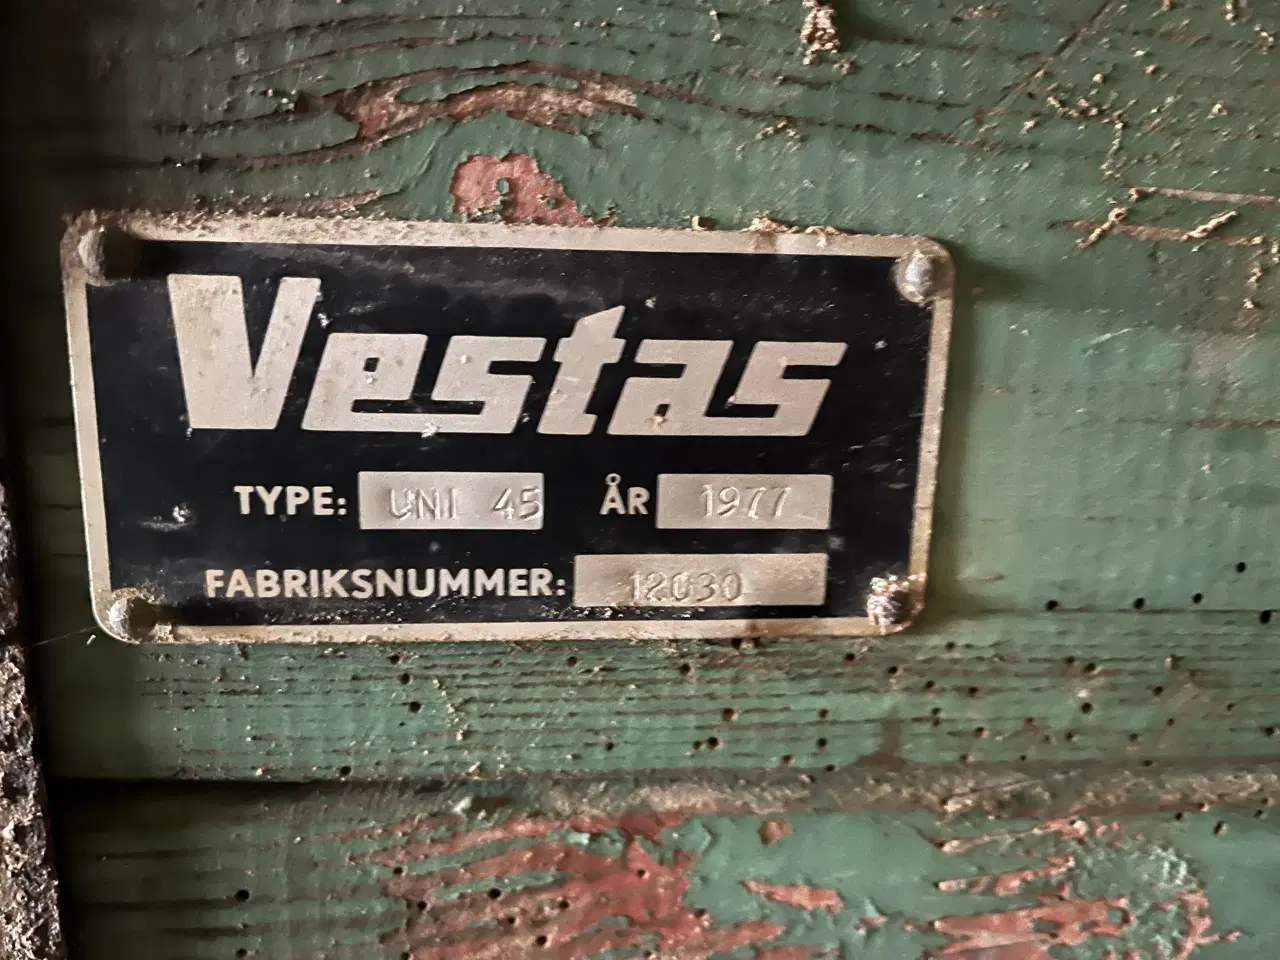 Vestas
TYPE: UNI 45 ÅR 1977
FABRIKSNUMMER: 12030